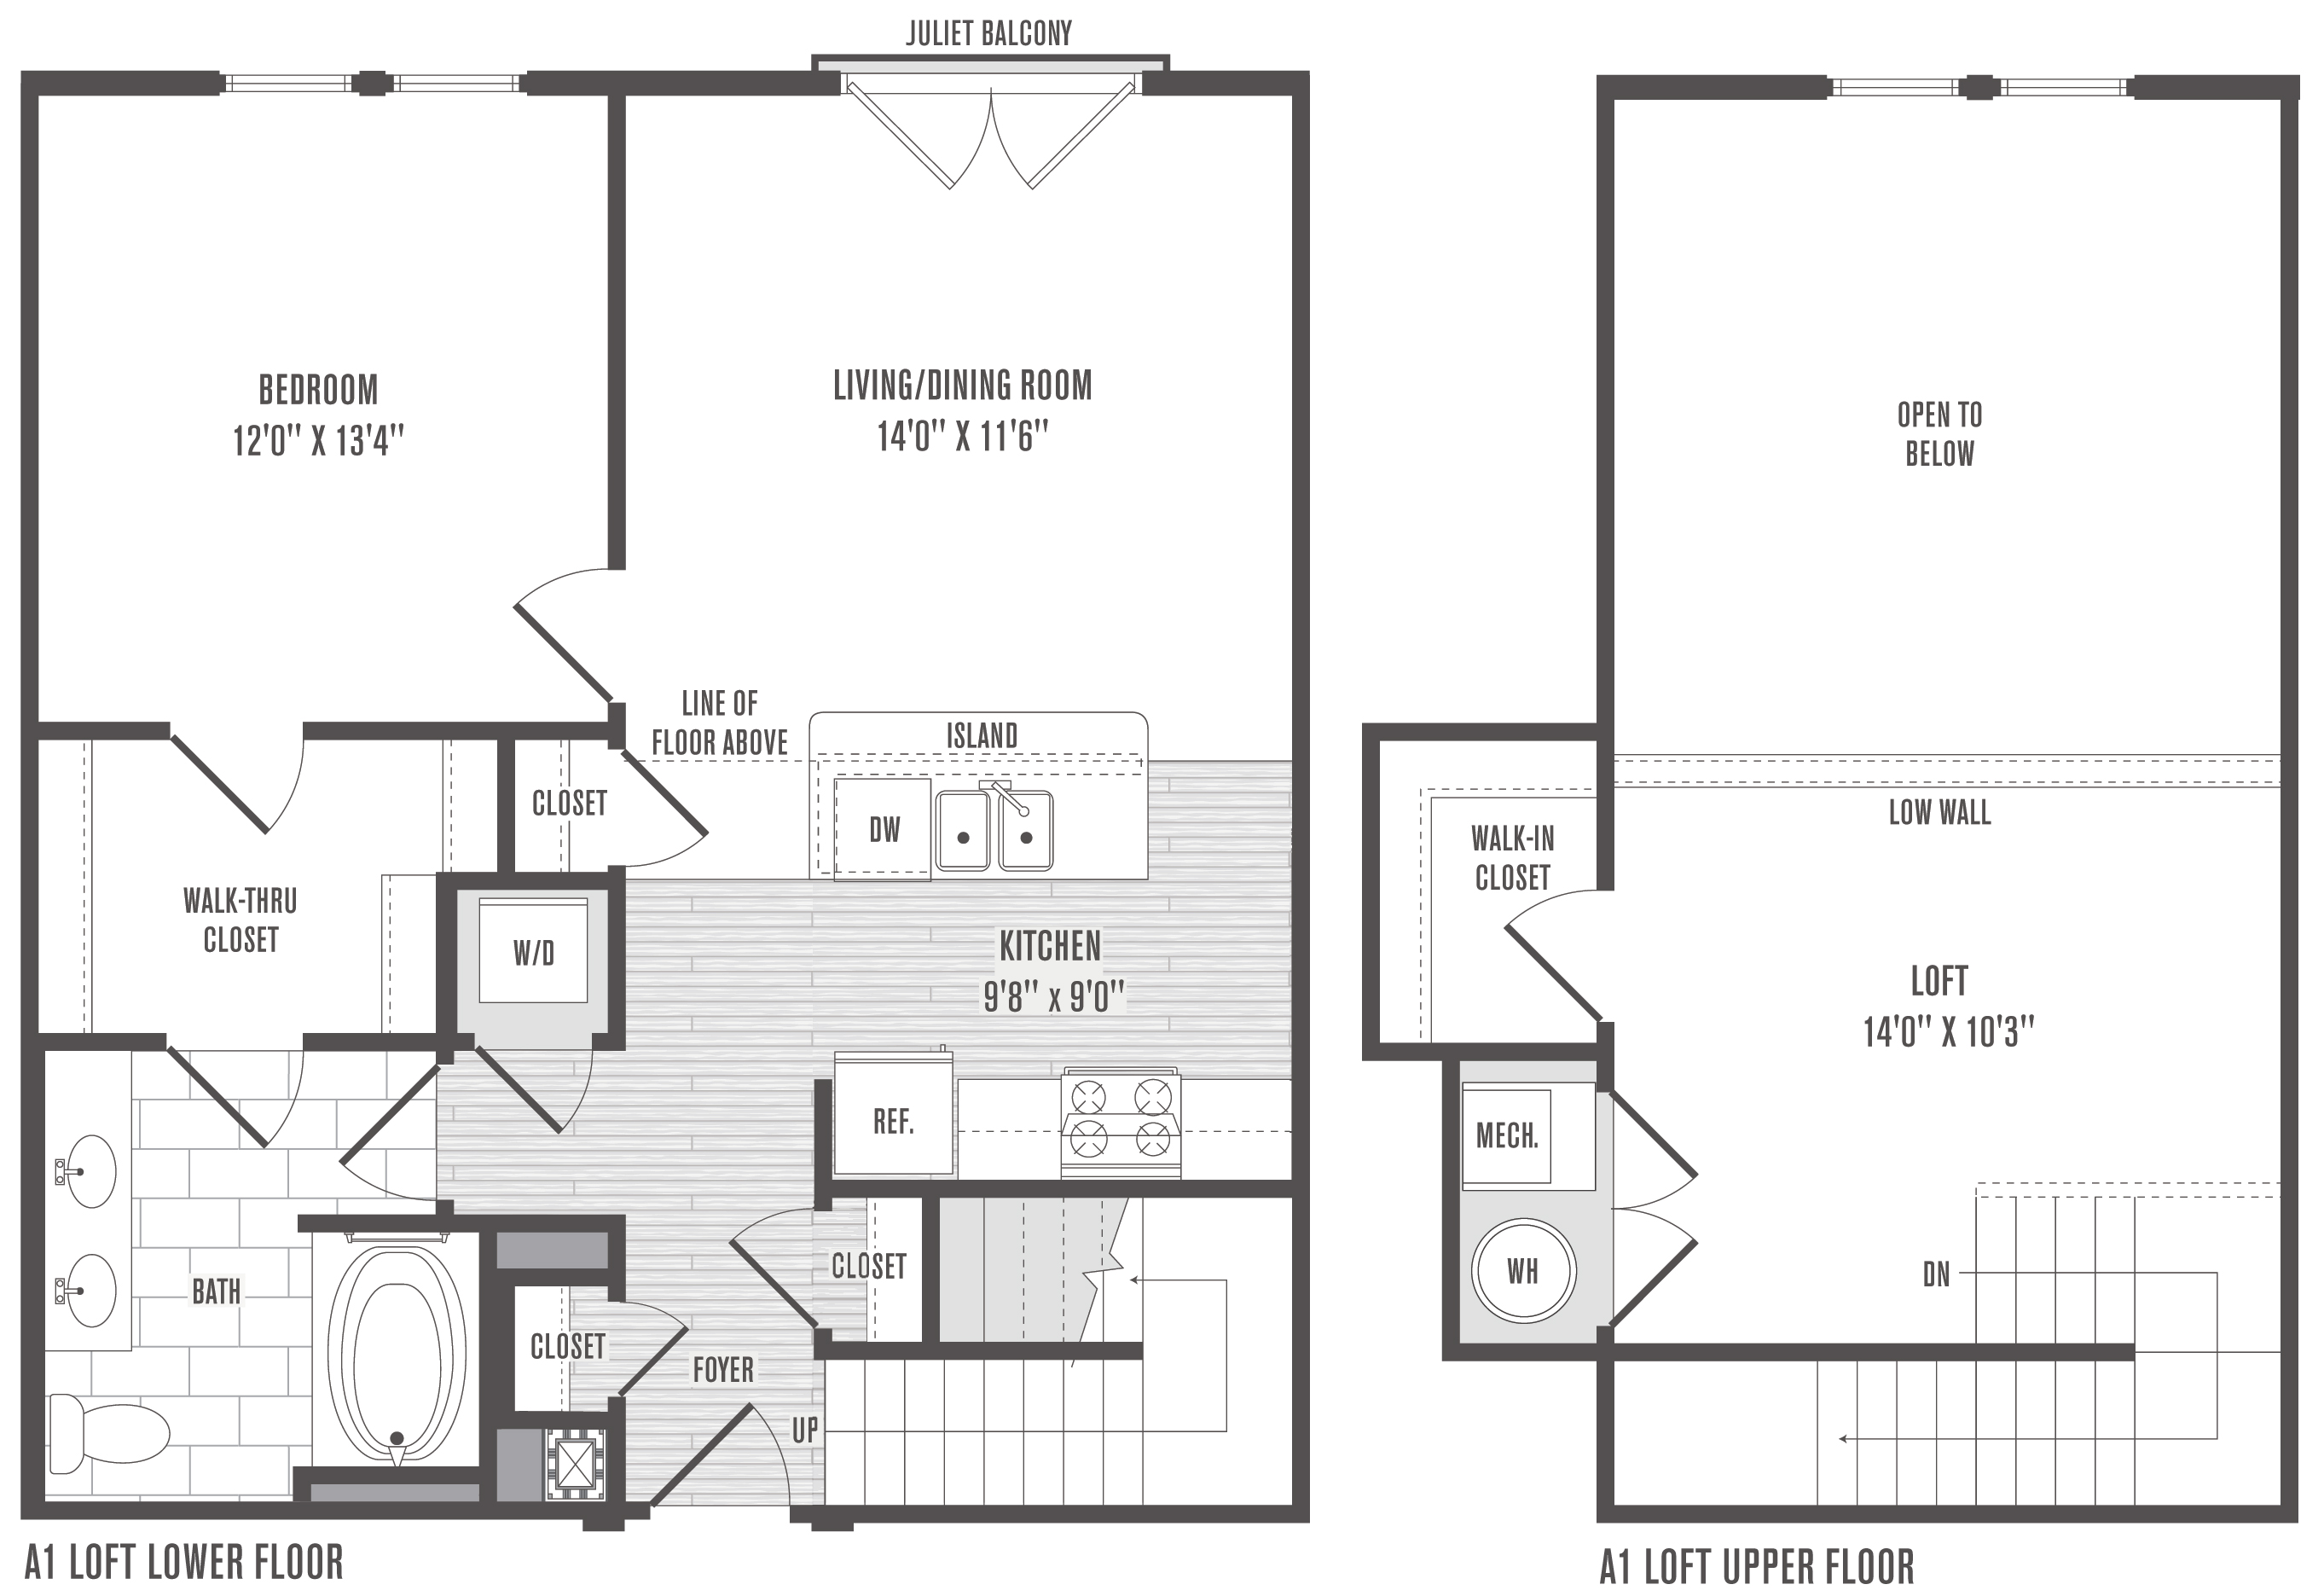 JULIET BALCONY
BEDROOM
12'0" X 13'4"
LIVING/DINING ROOM
14'0" X 11'6"
LINE OF
FLOOR ABOVE
ISLAND
CLOSET
DW
WALK-THRU
CLOSET
W/D
KITCHEN
9'8" x 9'0"
REF.
BATH
CLOSET
CLOSET
FOYER
UP
A1 LOFT LOWER FLOOR
OPEN TO
BELOW
LOW WALL
WALK-IN
CLOSET
LOFT
14'0" X 10'3"
MECH.
WH
DN
A1 LOFT UPPER FLOOR